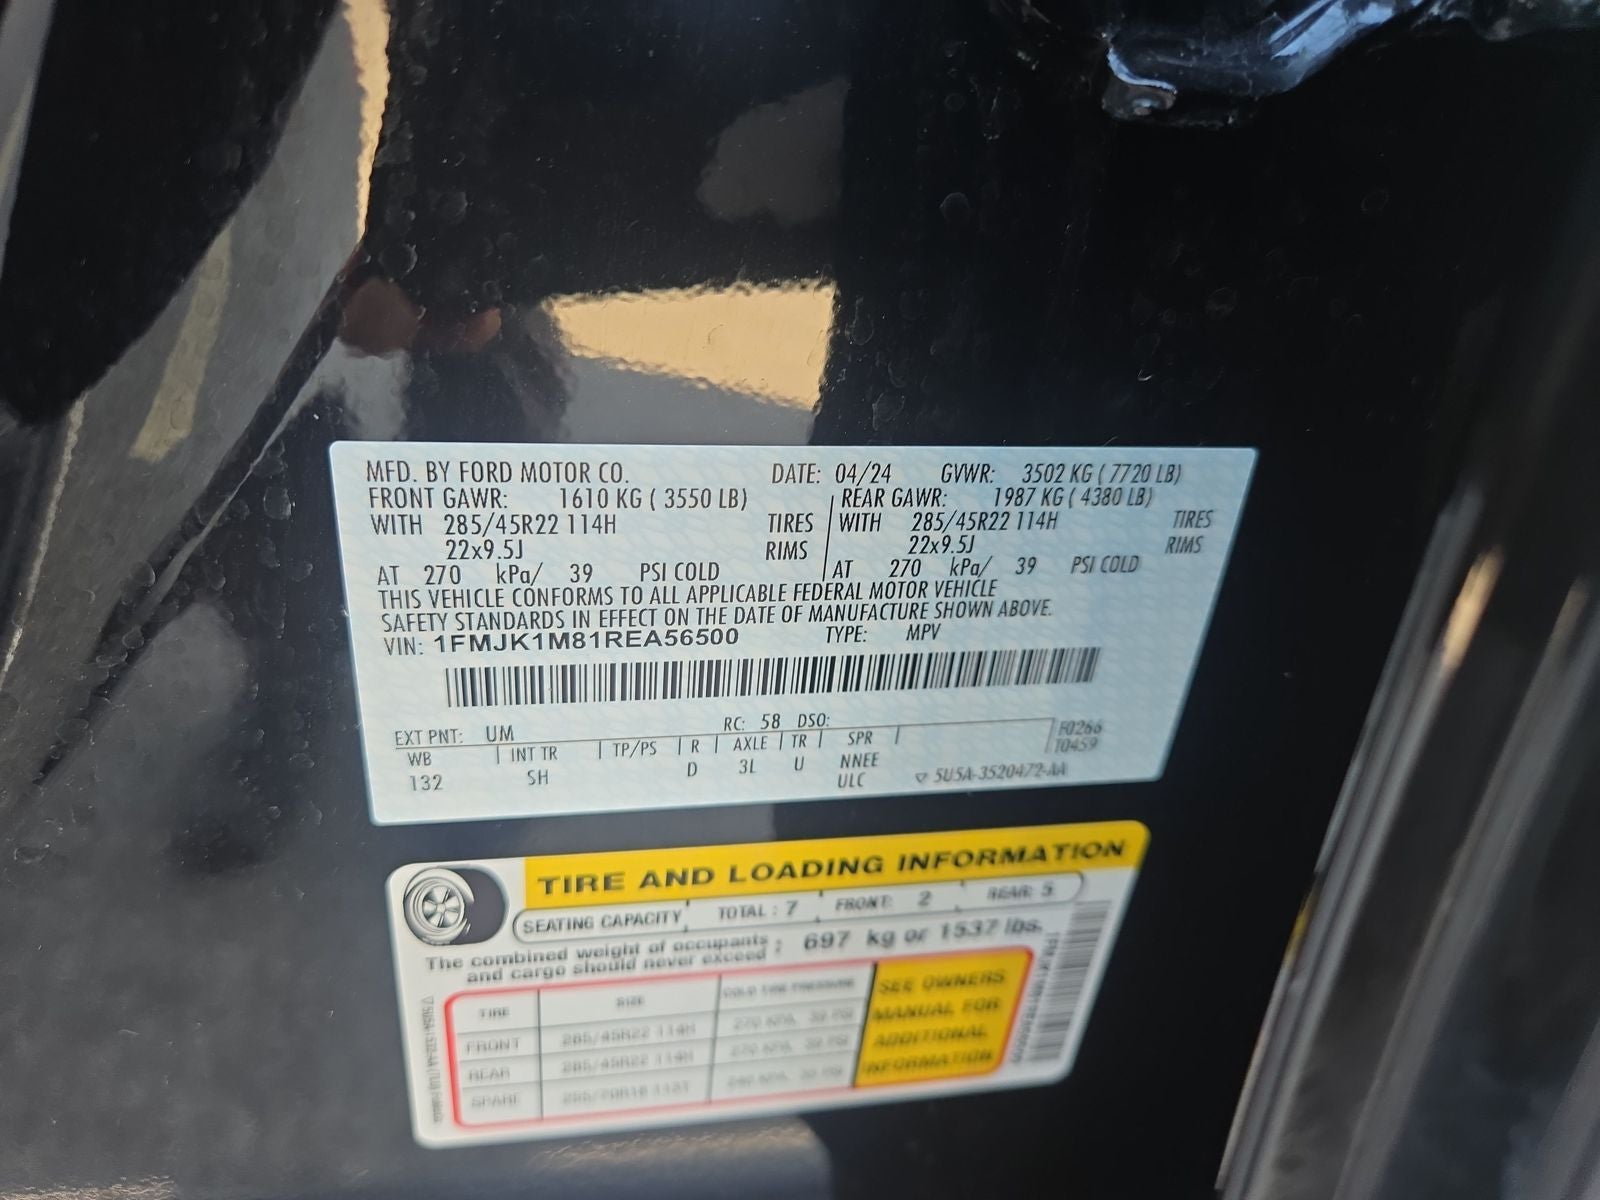 MFD. BY FORD MOTOR CO. DATE: 04/24 GVWR: 3502 KG ( 7720 LB)
FRONT GAWR: 1610 KG ( 3550 LB) REAR GAWR: 1987 KG ( 4380 LB)
WITH 285/45R22 114H TIRES WITH 285/45R22 114H TIRES
22x9.5J RIMS 22x9.5J RIMS
AT 270 kPa/ 39 PSI COLD AT 270 kPa/ 39 PSI COLD
THIS VEHICLE CONFORMS TO ALL APPLICABLE FEDERAL MOTOR VEHICLE
SAFETY STANDARDS IN EFFECT ON THE DATE OF MANUFACTURE SHOWN ABOVE.
VIN: 1FMJK1M81REA56500 TYPE: MPV
EXT PNT: UM RC: 58 DSO: F0266
WB INT TR TP/PS R AXLE TR SPR T0459
132 SH D 3L U NNEE
ULC 5U5A-3520472-AA
TIRE AND LOADING INFORMATION
SEATING CAPACITY TOTAL : 7 FRONT: 2 REAR: 5
The combined weight of occupants : 697 kg or 1537 lbs.
and cargo should never exceed
TIRE SIZE COLD TIRE PRESSURE SEE OWNERS
FRONT 285/45R22 114H 270 KPA, 39 PSI MANUAL FOR
REAR 285/45R22 114H 270 KPA, 39 PSI ADDITIONAL
SPARE INFORMATION